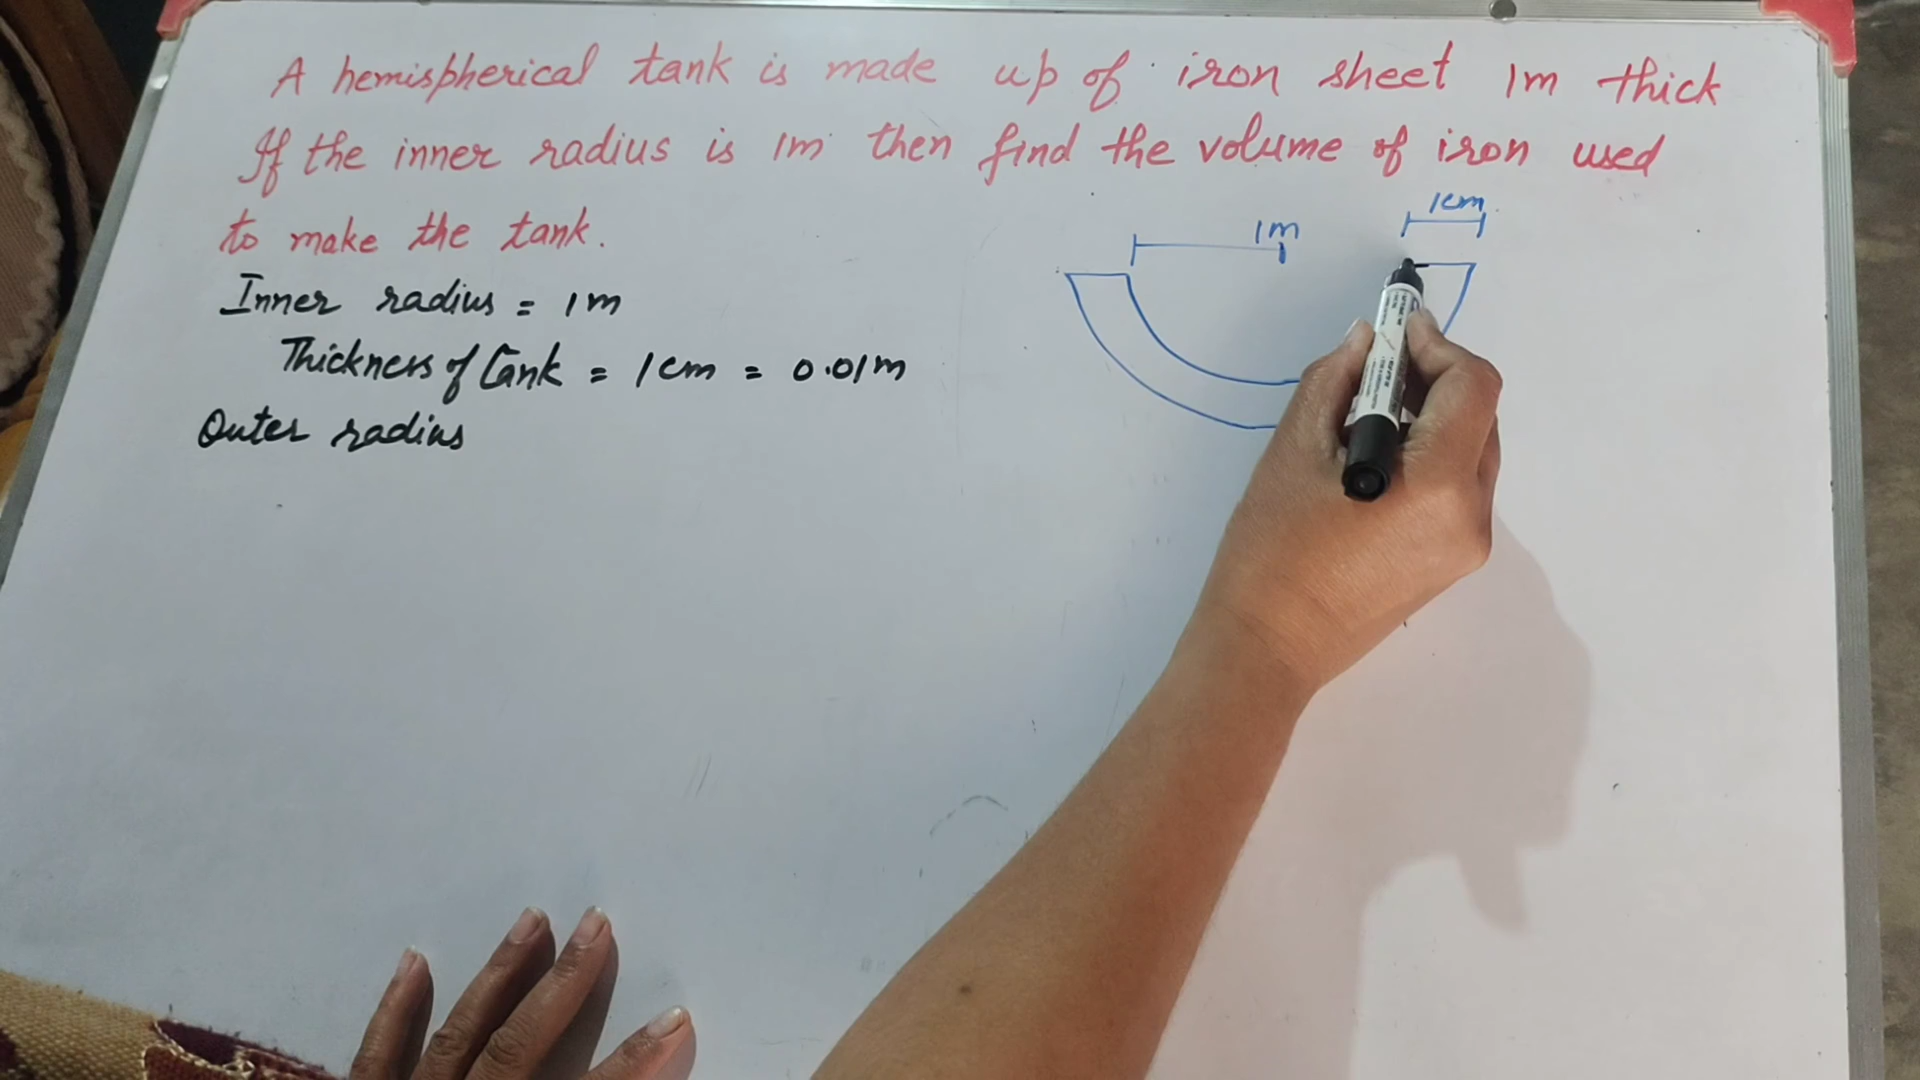 A hemispherical tank is made up of iron sheet 1m thick
If the inner radius is 1m then find the volume of iron used
to make the tank.
1cm
1m
Inner radius = 1m
Thickness of tank = 1cm = 0.01m
Outer radius